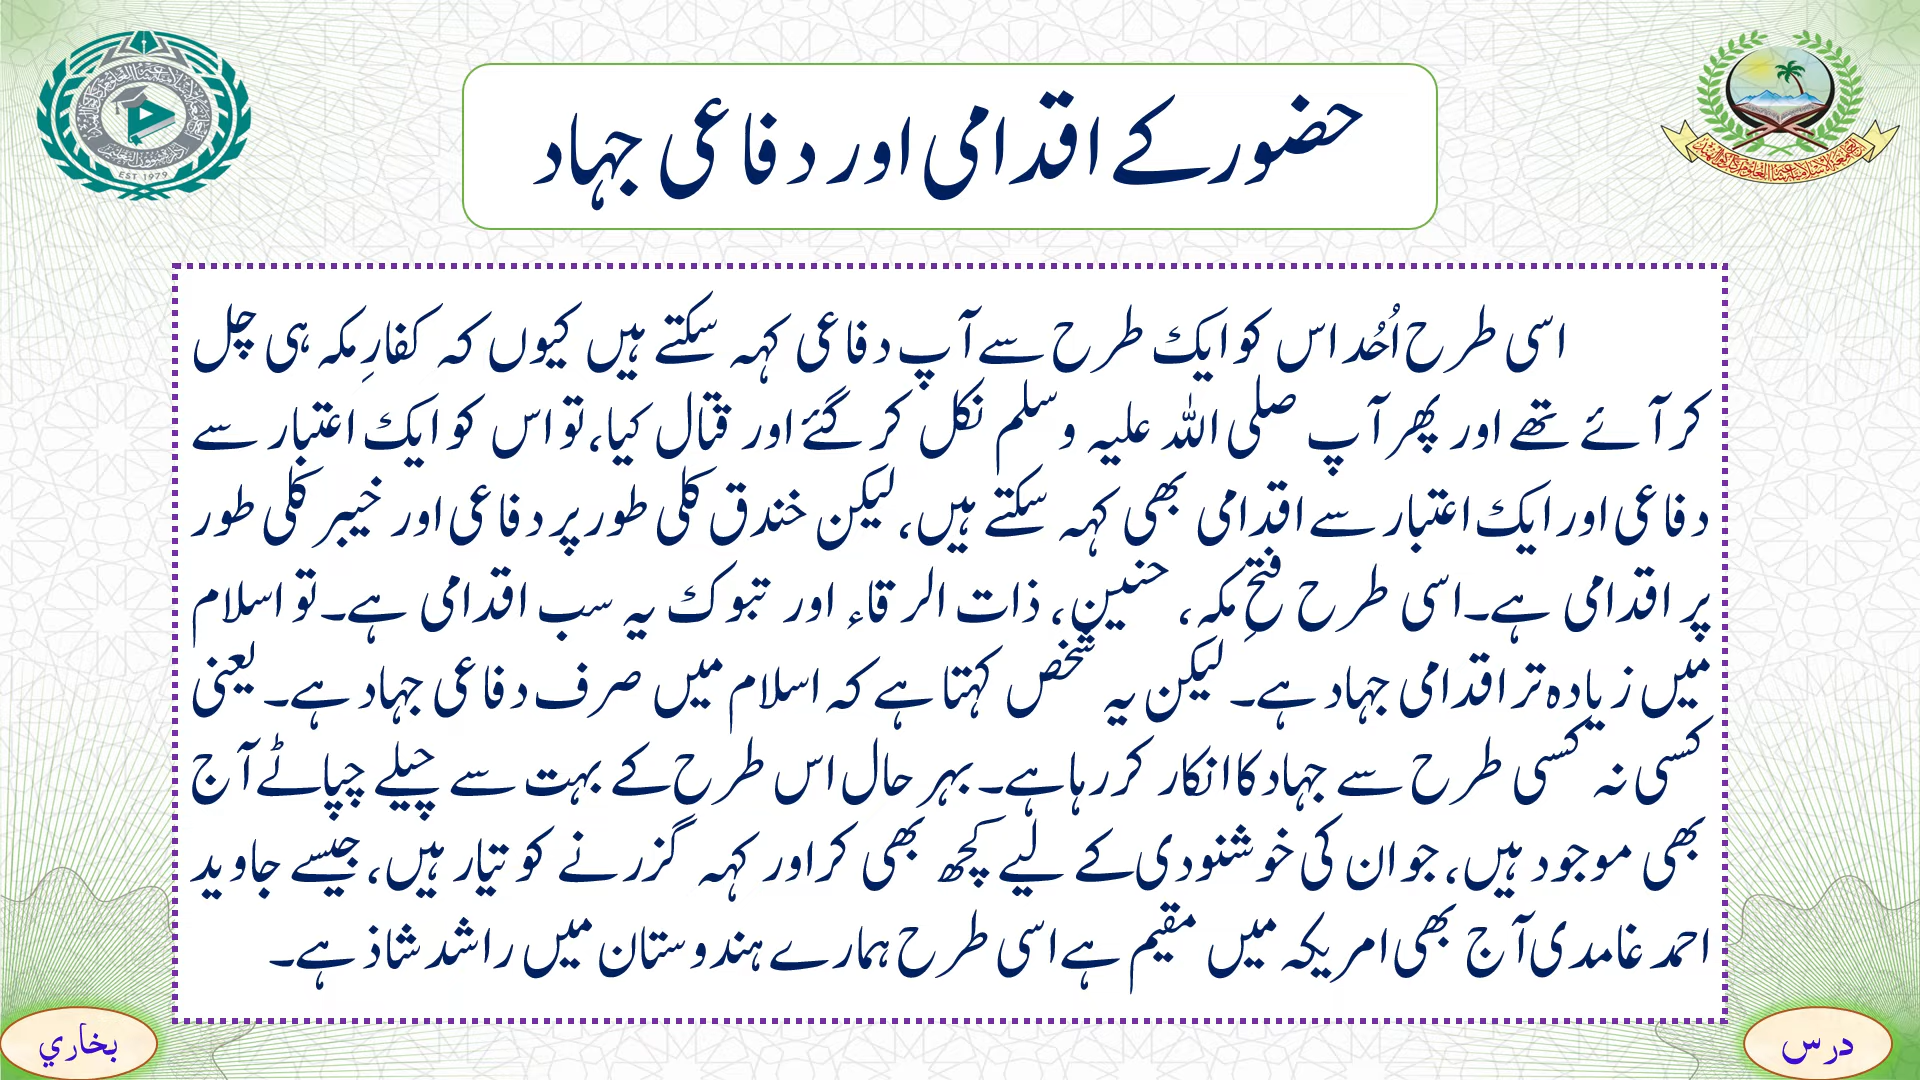 حضور کے اقدامی اور دفاعی جہاد
اسی طرح اُحُد اس کو ایک طرح سے آپ دفاعی کہہ سکتے ہیں کیوں کہ کفارِ مکہ ہی چل
کر آئے تھے اور پھر آپ صلی اللہ علیہ وسلم نکل کر گئے اور قتال کیا، تو اس کو ایک اعتبار سے
دفاعی اور ایک اعتبار سے اقدامی بھی کہہ سکتے ہیں، لیکن خندق کلی طور پر دفاعی اور خیبر کلی طور
پر اقدامی ہے۔ اسی طرح فتحِ مکہ، حنین، ذات الرقاء اور تبوک یہ سب اقدامی ہے۔ تو اسلام
میں زیادہ تر اقدامی جہاد ہے۔ لیکن یہ شخص کہتا ہے کہ اسلام میں صرف دفاعی جہاد ہے۔ یعنی
کسی نہ کسی طرح سے جہاد کا انکار کر رہا ہے۔ بہر حال اس طرح کے بہت سے چیلے چپاٹے آج
بھی موجود ہیں، جو ان کی خوشنودی کے لیے کچھ بھی کر اور کہہ گزرنے کو تیار ہیں، جیسے جاوید
احمد غامدی آج بھی امریکہ میں مقیم ہے اسی طرح ہمارے ہندوستان میں راشد شاذ ہے۔
درس
بخاري
EST 1979